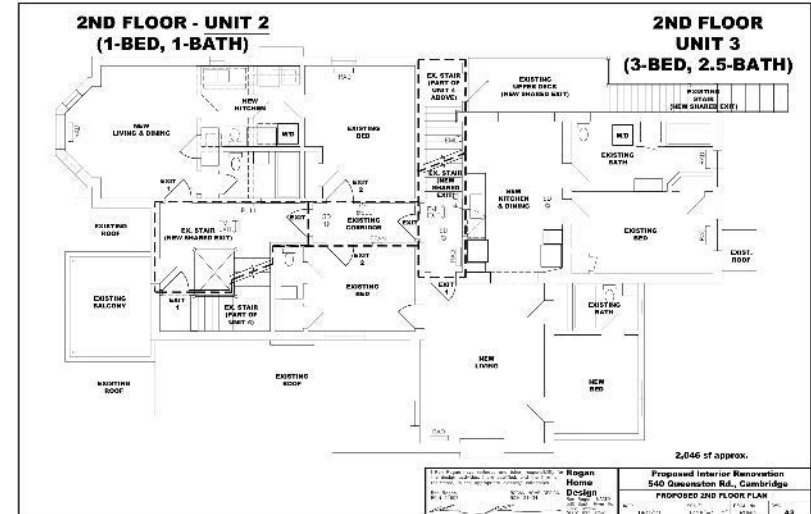 2ND FLOOR - UNIT 2
(1-BED, 1-BATH)
2ND FLOOR
UNIT 3
(3-BED, 2.5-BATH)
EX. STAIR
(PART OF
UNIT 4
ABOVE)
EXISTING
UPPER DECK
(NEW SHARED EXIT)
EXISTING
STAIR
(NEW SHARED EXIT)
NEW
KITCHEN
NEW
LIVING & DINING
W/D
EXISTING
BED
W/D
EXISTING
BATH
EXIT
1
EXIT
2
EX. STAIR
(NEW
SHARED
EXIT)
NEW
KITCHEN
& DINING
EXISTING
ROOF
EX. STAIR
(NEW SHARED EXIT)
EXIT
EXISTING
CORRIDOR
EXIT
EXISTING
BED
EXIST.
ROOF
EXISTING
BALCONY
EXIT
1
EX. STAIR
(PART OF
UNIT 4)
EXIT
2
EXISTING
BED
EXIT
1
EXISTING
BATH
EXISTING
ROOF
EXISTING
ROOF
NEW
LIVING
NEW
BED
2,046 sf approx.
Rogan
Home
Design
Proposed Interior Renovation
540 Queenston Rd., Cambridge
PROPOSED 2ND FLOOR PLAN
A3